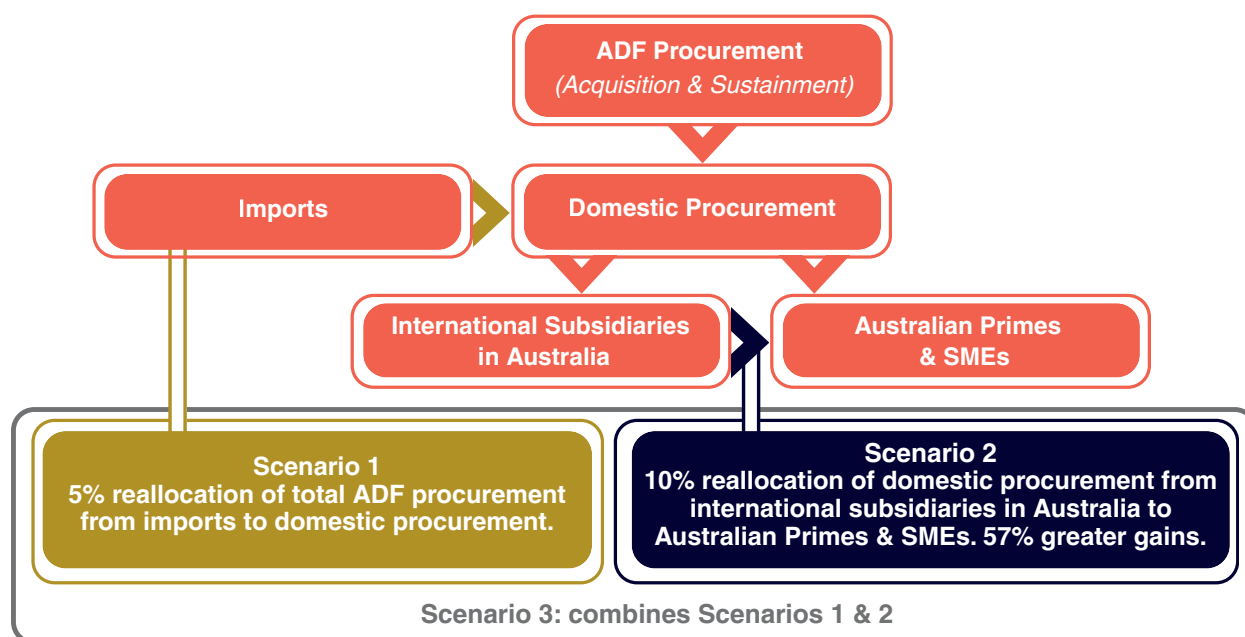 ADF Procurement
(Acquisition & Sustainment)
Imports
Domestic Procurement
International Subsidiaries
in Australia
Australian Primes
& SMEs
Scenario 1
5% reallocation of total ADF procurement
from imports to domestic procurement.
Scenario 2
10% reallocation of domestic procurement from
international subsidiaries in Australia to
Australian Primes & SMEs. 57% greater gains.
Scenario 3: combines Scenarios 1 & 2